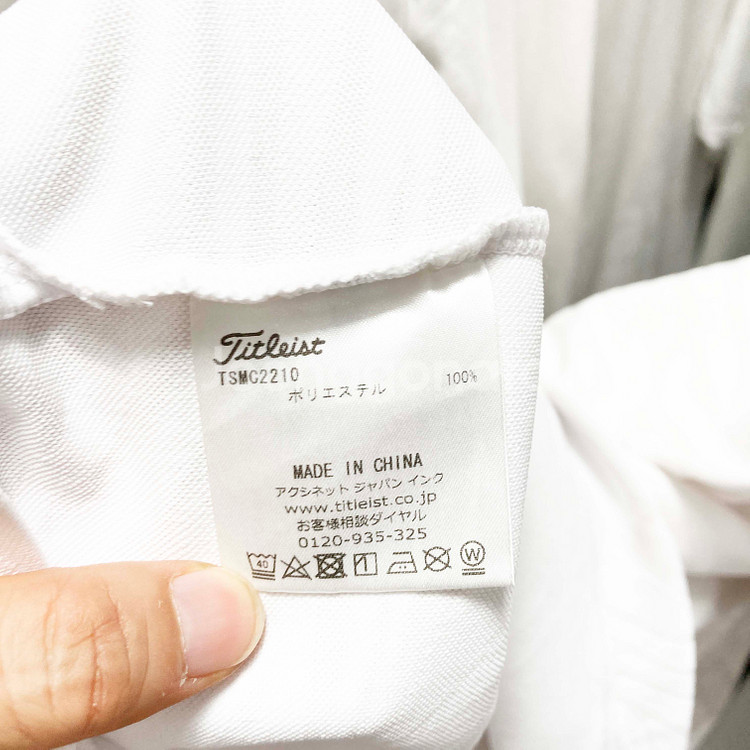 Titleist
TSMC2210
ポリエステル 100%
MADE IN CHINA
アクシネット ジャパン インク
www.titleist.co.jp
お客様相談ダイヤル
0120-935-325
40 W